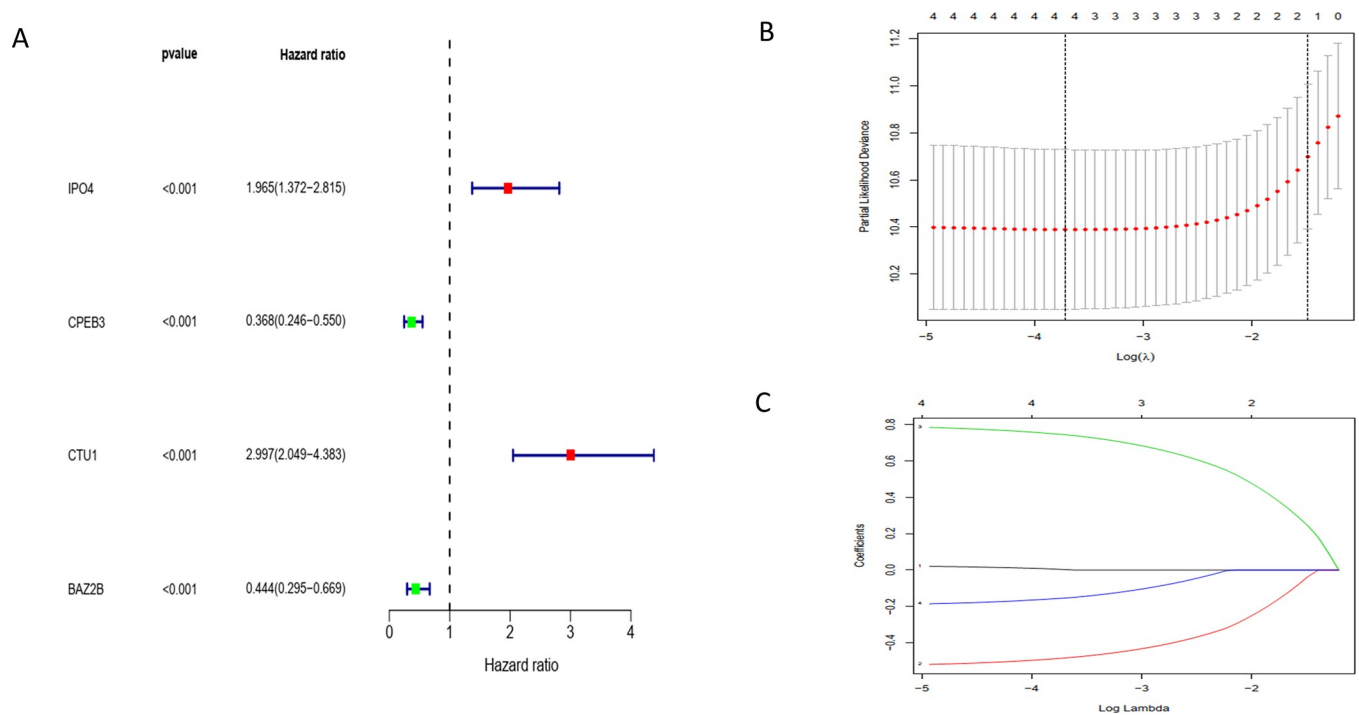 A
pvalue Hazard ratio
IPO4 <0.001 1.965(1.372−2.815)
CPEB3 <0.001 0.368(0.246−0.550)
CTU1 <0.001 2.997(2.049−4.383)
BAZ2B <0.001 0.444(0.295−0.669)
0 1 2 3 4
Hazard ratio
B
4 4 4 4 4 4 4 4 3 3 3 3 3 3 3 2 2 2 2 1 0
11.2
11.0
10.8
10.6
10.4
10.2
Partial Likelihood Deviance
−5 −4 −3 −2
Log(λ)
C
4 4 3 2
0.8
0.6
0.4
0.2
0.0
−0.2
−0.4
Coefficients
3
1
4
2
−5 −4 −3 −2
Log Lambda